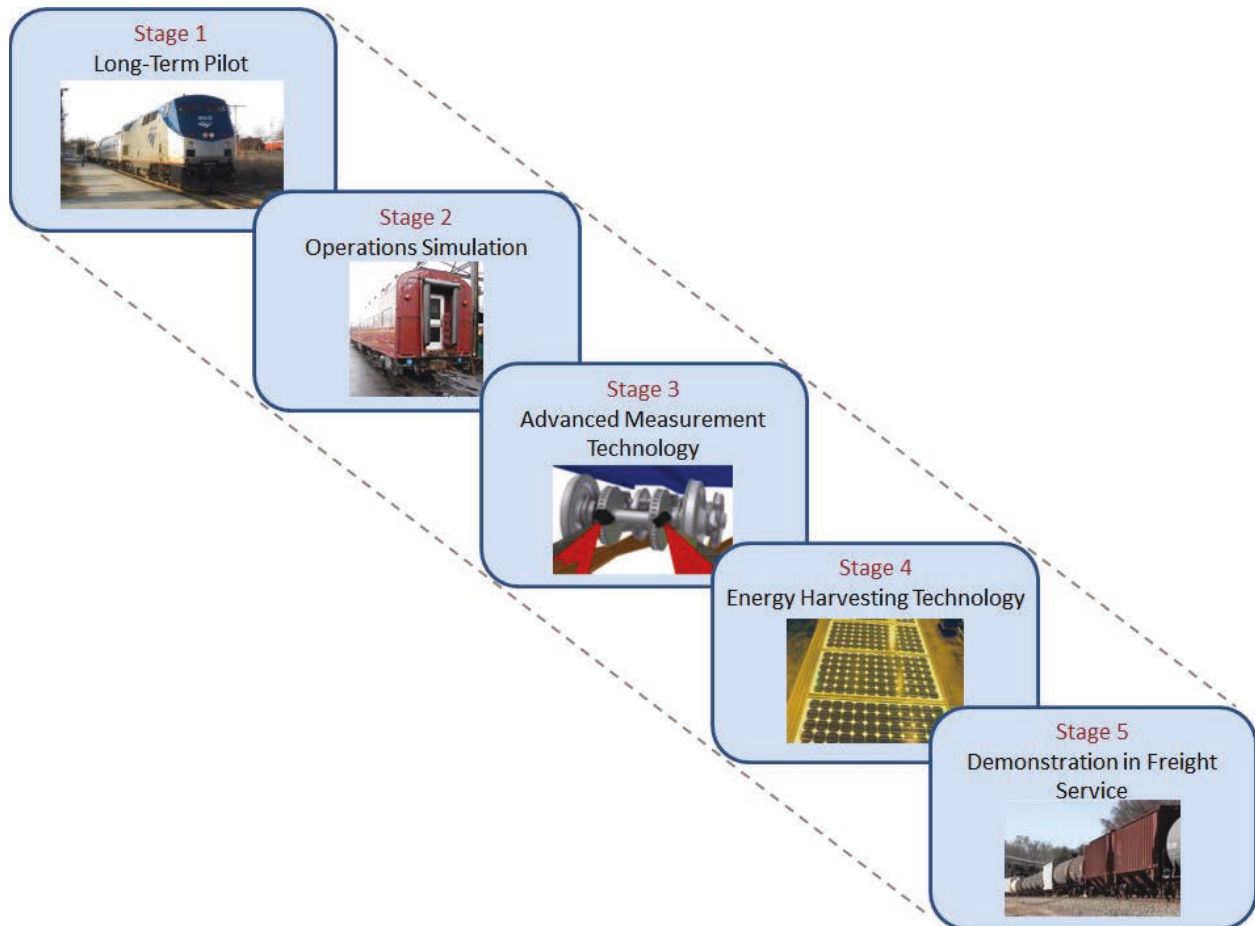 Stage 1
Long-Term Pilot
Stage 2
Operations Simulation
Stage 3
Advanced Measurement
Technology
Stage 4
Energy Harvesting Technology
Stage 5
Demonstration in Freight
Service